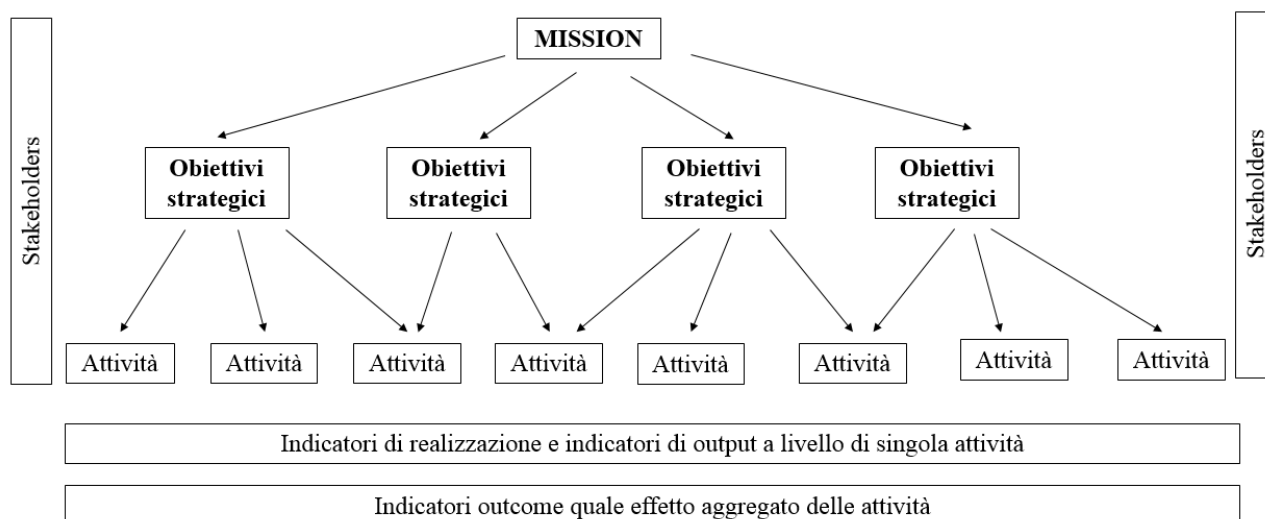 MISSION
Stakeholders
Stakeholders
Obiettivi
strategici
Obiettivi
strategici
Obiettivi
strategici
Obiettivi
strategici
Attività
Attività
Attività
Attività
Attività
Attività
Attività
Attività
Indicatori di realizzazione e indicatori di output a livello di singola attività
Indicatori outcome quale effetto aggregato delle attività